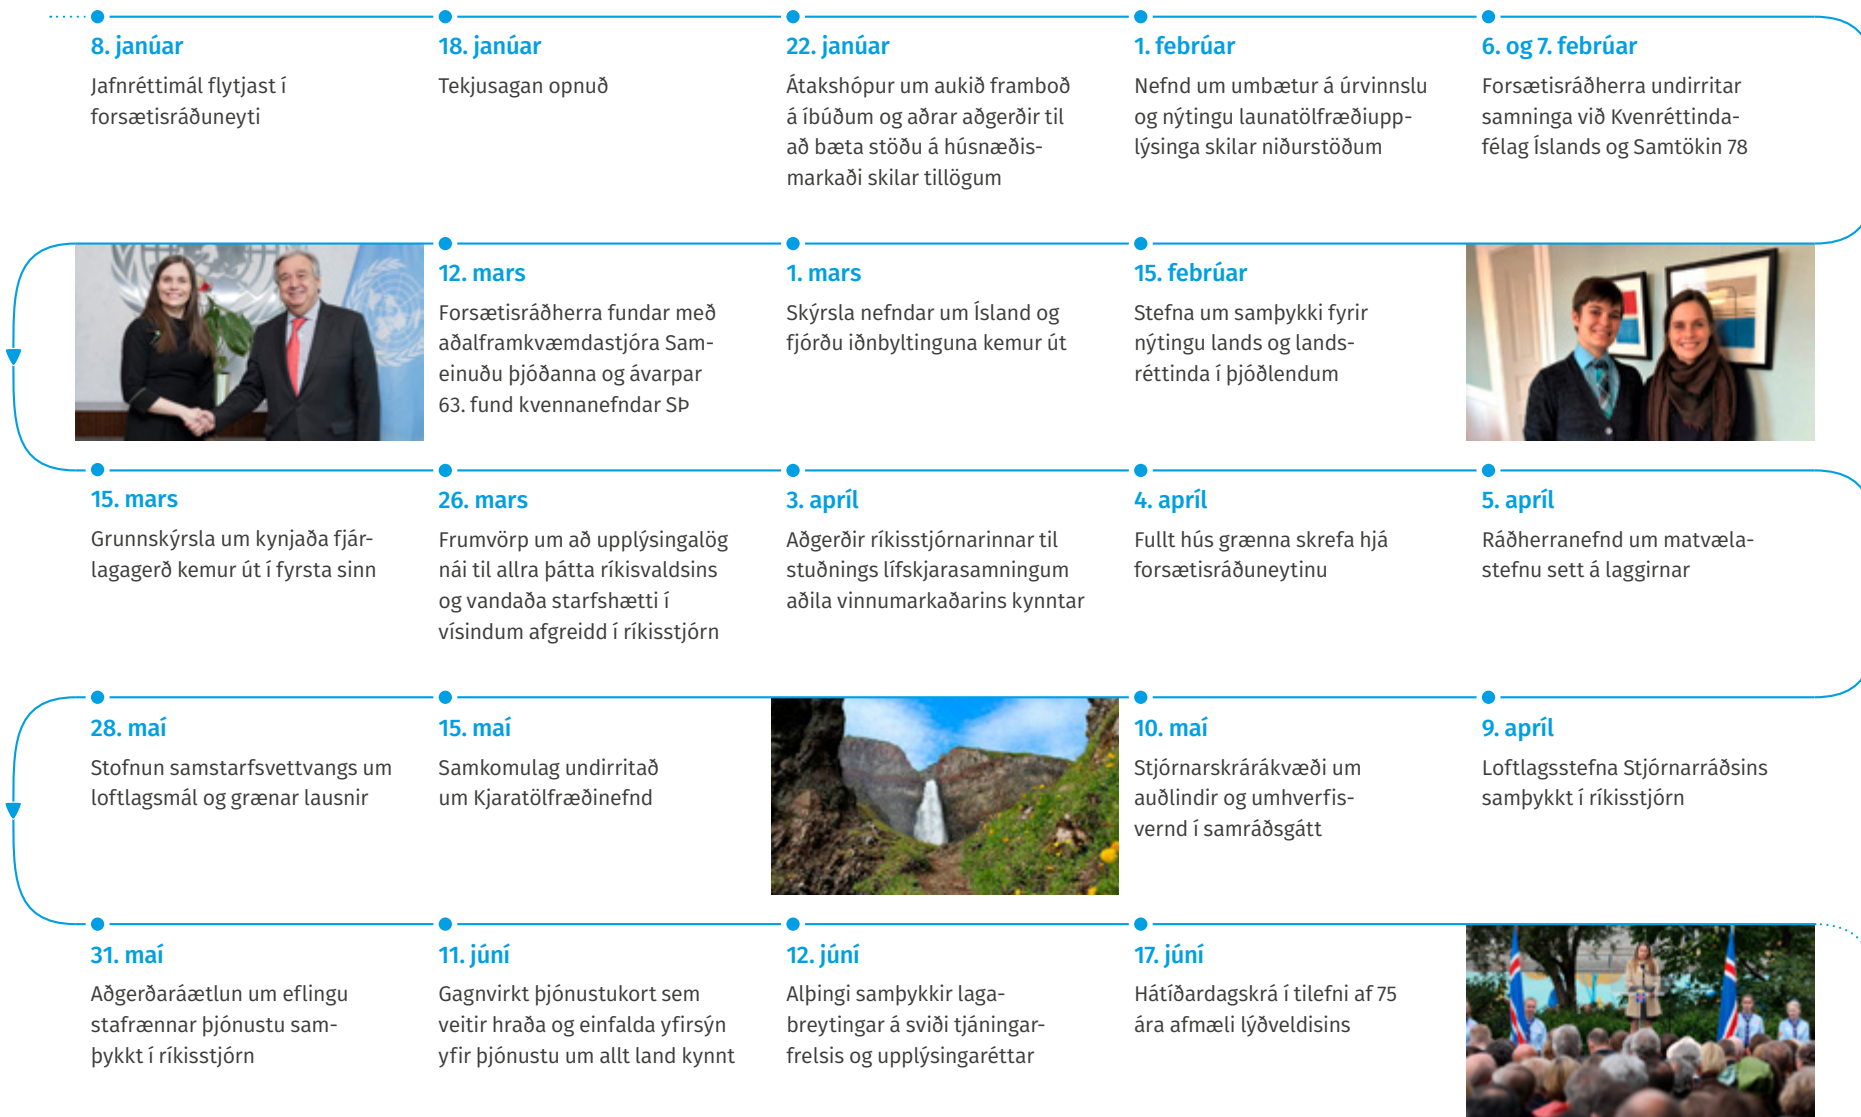 8. janúar
Jafnréttimál flytjast í
forsætisráðuneyti
18. janúar
Tekjusagan opnuð
22. janúar
Átakshópur um aukið framboð
á íbúðum og aðrar aðgerðir til
að bæta stöðu á húsnæðis-
markaði skilar tillögum
1. febrúar
Nefnd um umbætur á úrvinnslu
og nýtingu launatölfræðiupp-
lýsinga skilar niðurstöðum
6. og 7. febrúar
Forsætisráðherra undirritar
samninga við Kvenréttinda-
félag Íslands og Samtökin 78
15. febrúar
Stefna um samþykki fyrir
nýtingu lands og lands-
réttinda í þjóðlendum
1. mars
Skýrsla nefndar um Ísland og
fjórðu iðnbyltinguna kemur út
12. mars
Forsætisráðherra fundar með
aðalframkvæmdastjóra Sam-
einuðu þjóðanna og ávarpar
63. fund kvennanefndar SÞ
15. mars
Grunnskýrsla um kynjaða fjár-
lagagerð kemur út í fyrsta sinn
26. mars
Frumvörp um að upplýsingalög
nái til allra þátta ríkisvaldsins
og vandaða starfshætti í
vísindum afgreidd í ríkisstjórn
3. apríl
Aðgerðir ríkisstjórnarinnar til
stuðnings lífskjarasamningum
aðila vinnumarkaðarins kynntar
4. apríl
Fullt hús grænna skrefa hjá
forsætisráðuneytinu
5. apríl
Ráðherranefnd um matvæla-
stefnu sett á laggirnar
9. apríl
Loftlagsstefna Stjórnarráðsins
samþykkt í ríkisstjórn
10. maí
Stjórnarskrárákvæði um
auðlindir og umhverfis-
vernd í samráðsgátt
15. maí
Samkomulag undirritað
um Kjaratölfræðinefnd
28. maí
Stofnun samstarfsvettvangs um
loftlagsmál og grænar lausnir
31. maí
Aðgerðaráætlun um eflingu
stafrænnar þjónustu sam-
þykkt í ríkisstjórn
11. júní
Gagnvirkt þjónustukort sem
veitir hraða og einfalda yfirsýn
yfir þjónustu um allt land kynnt
12. júní
Alþingi samþykkir laga-
breytingar á sviði tjáningar-
frelsis og upplýsingaréttar
17. júní
Hátíðardagskrá í tilefni af 75
ára afmæli lýðveldisins